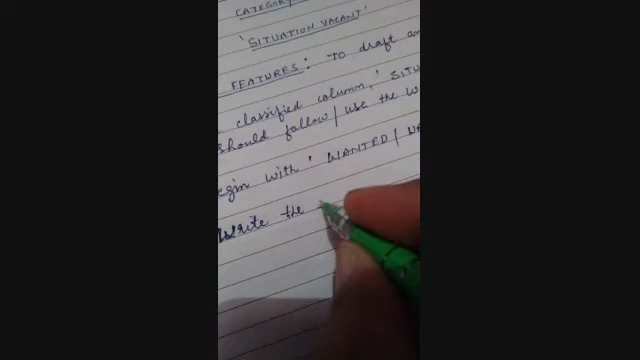 CATEGORY
'SITUATION VACANT'
FEATURES: To draft an
classified column, 'SITU
should follow / use the w
egin with ' WANTED /
write the